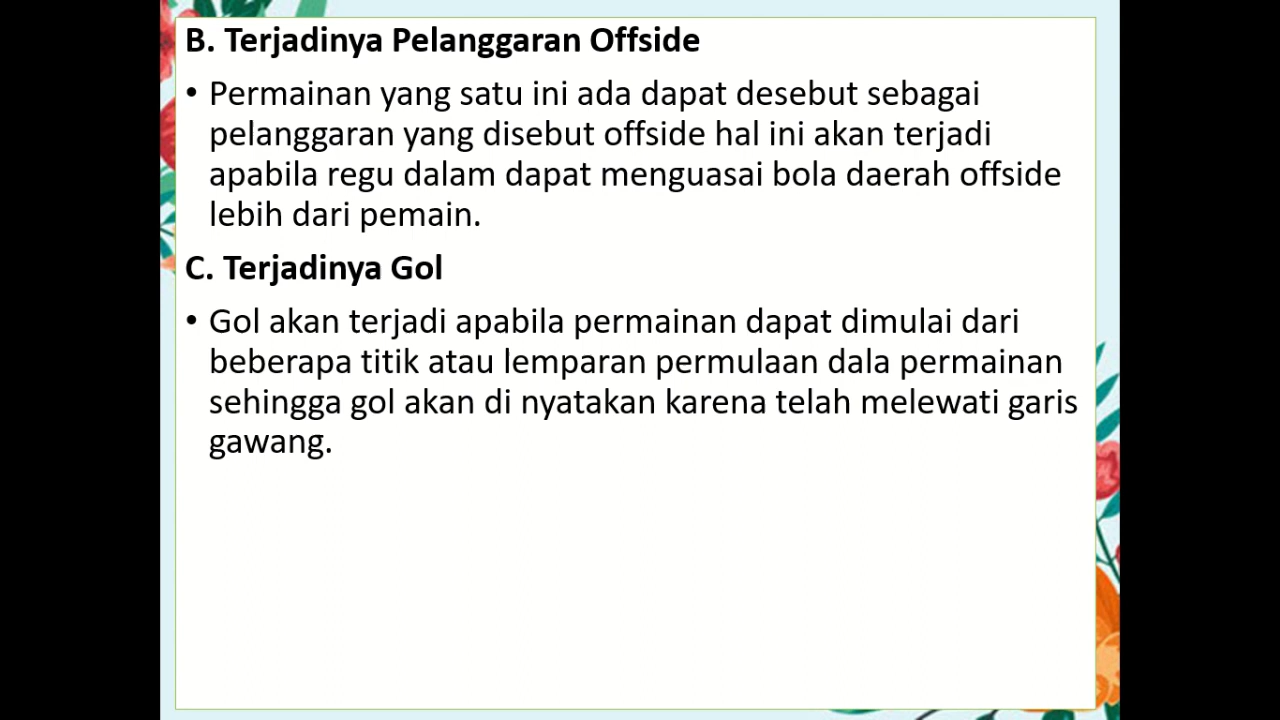 B. Terjadinya Pelanggaran Offside
• Permainan yang satu ini ada dapat desebut sebagai
pelanggaran yang disebut offside hal ini akan terjadi
apabila regu dalam dapat menguasai bola daerah offside
lebih dari pemain.
C. Terjadinya Gol
• Gol akan terjadi apabila permainan dapat dimulai dari
beberapa titik atau lemparan permulaan dala permainan
sehingga gol akan di nyatakan karena telah melewati garis
gawang.